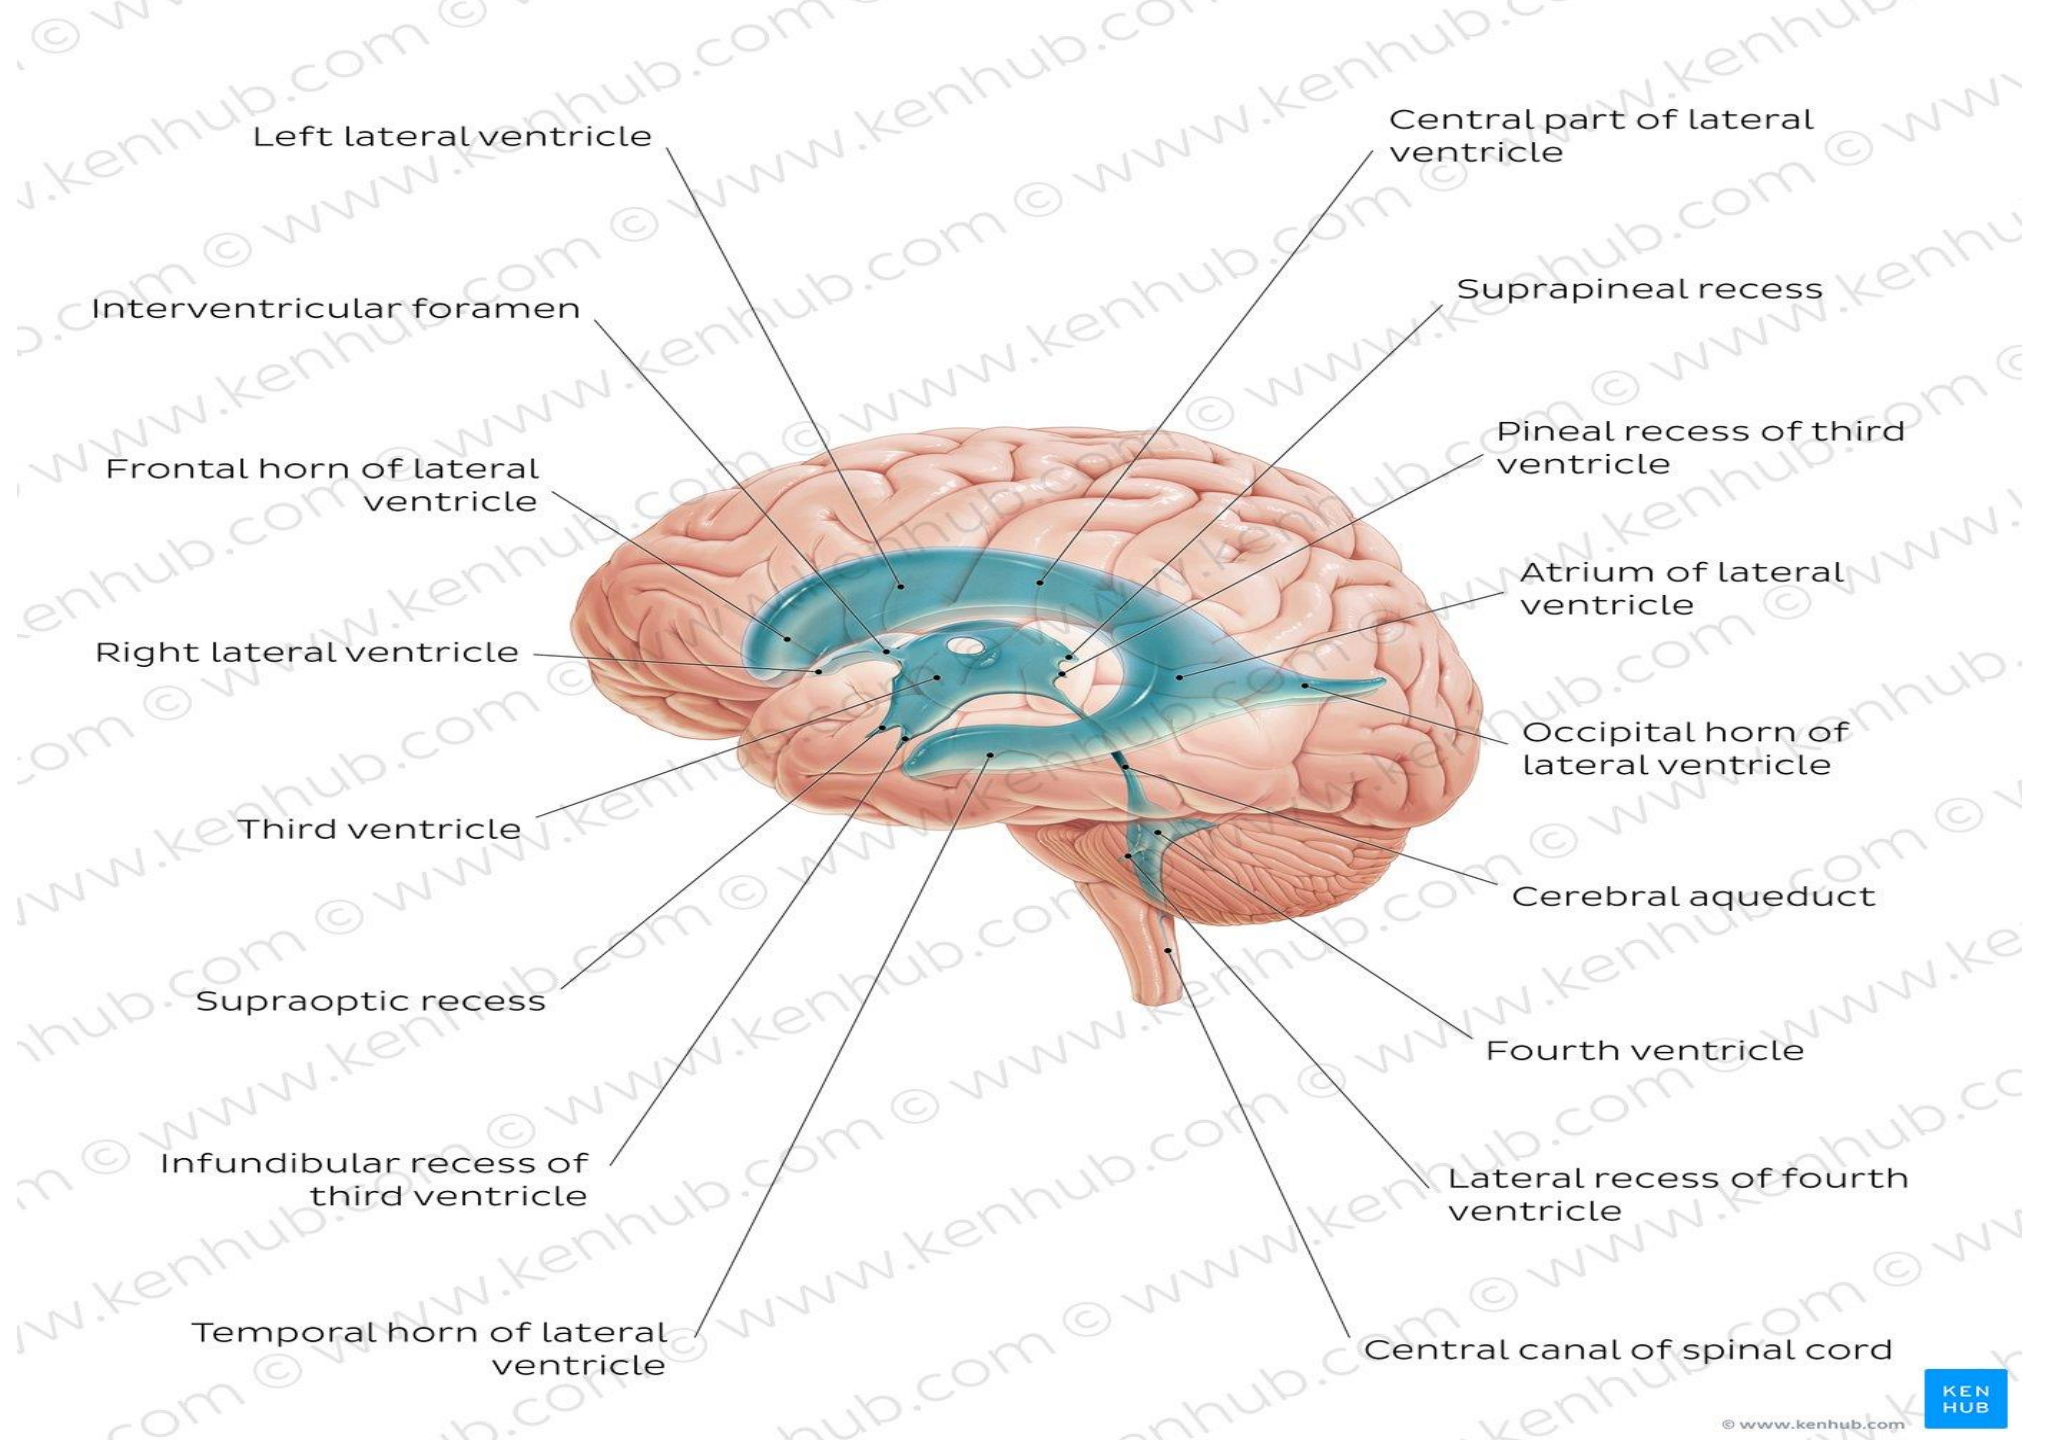 Left lateral ventricle
Interventricular foramen
Frontal horn of lateral
ventricle
Right lateral ventricle
Third ventricle
Supraoptic recess
Infundibular recess of
third ventricle
Temporal horn of lateral
ventricle
Central part of lateral
ventricle
Suprapineal recess
Pineal recess of third
ventricle
Atrium of lateral
ventricle
Occipital horn of
lateral ventricle
Cerebral aqueduct
Fourth ventricle
Lateral recess of fourth
ventricle
Central canal of spinal cord
KEN
HUB
© www.kenhub.com